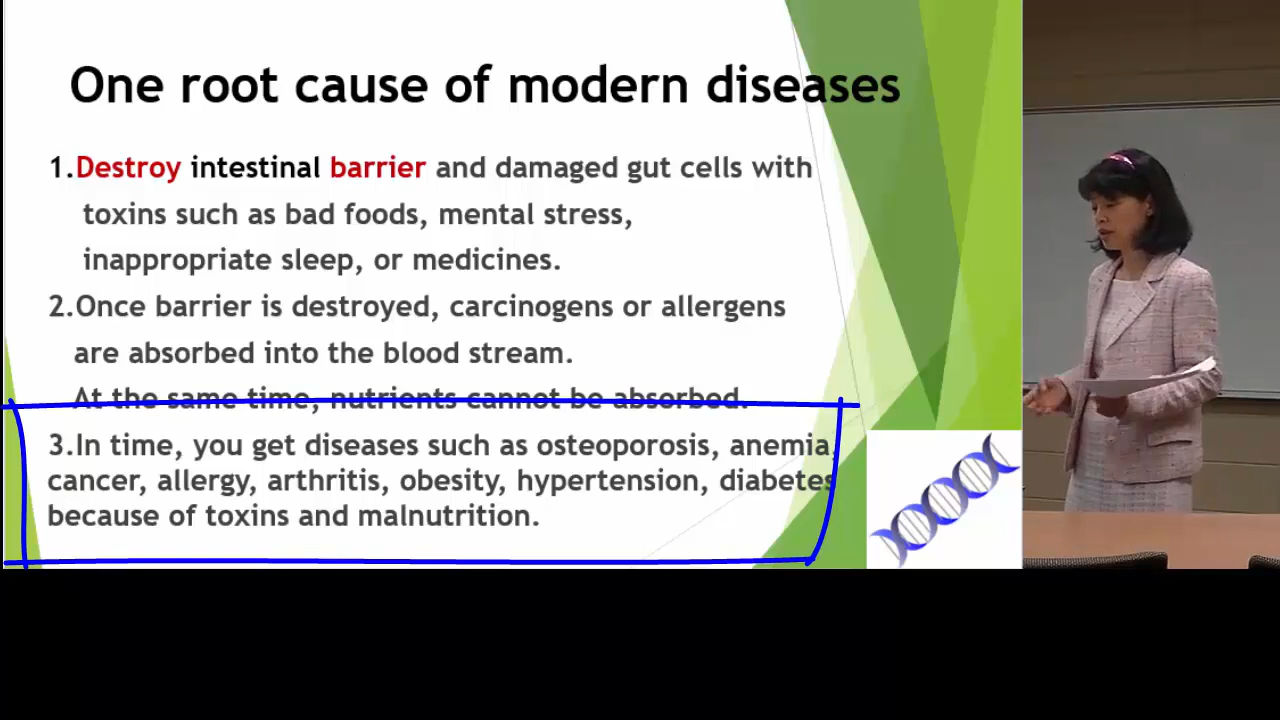 One root cause of modern diseases
1.Destroy intestinal barrier and damaged gut cells with
toxins such as bad foods, mental stress,
inappropriate sleep, or medicines.
2.Once barrier is destroyed, carcinogens or allergens
are absorbed into the blood stream.
At the same time, nutrients cannot be absorbed.
3.In time, you get diseases such as osteoporosis, anemia,
cancer, allergy, arthritis, obesity, hypertension, diabetes
because of toxins and malnutrition.